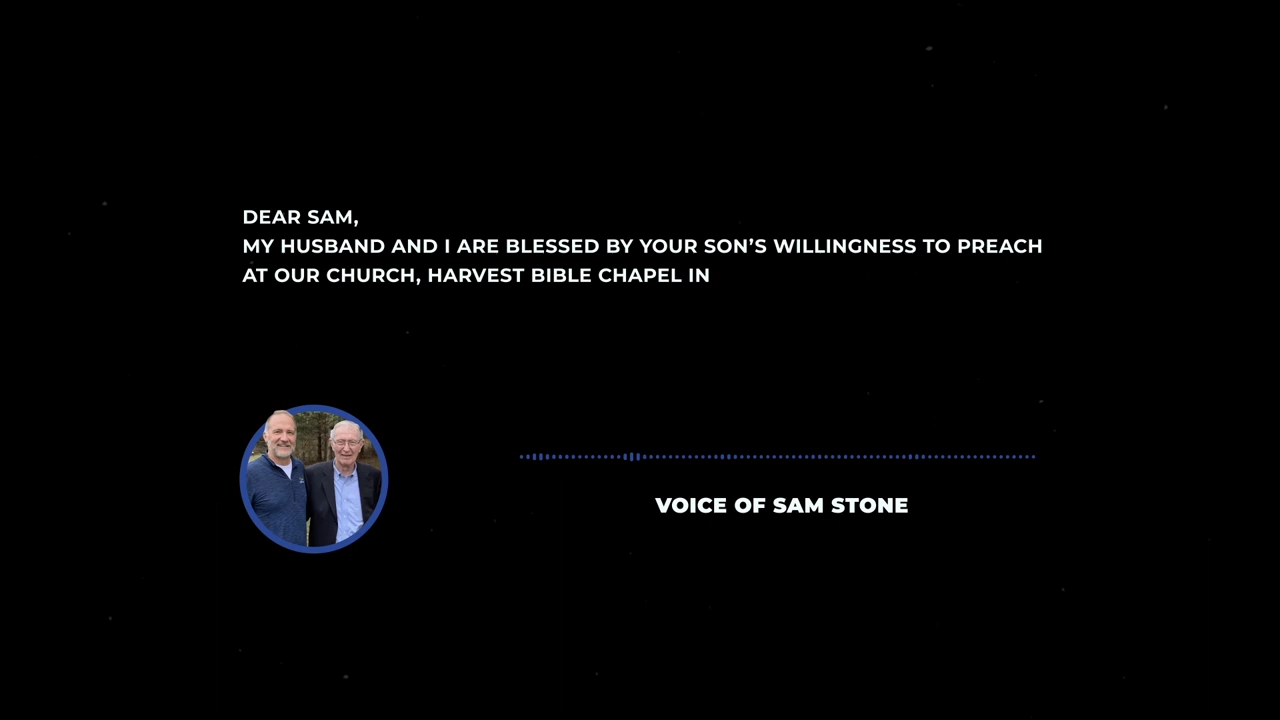 DEAR SAM,
MY HUSBAND AND I ARE BLESSED BY YOUR SON’S WILLINGNESS TO PREACH
AT OUR CHURCH, HARVEST BIBLE CHAPEL IN
VOICE OF SAM STONE